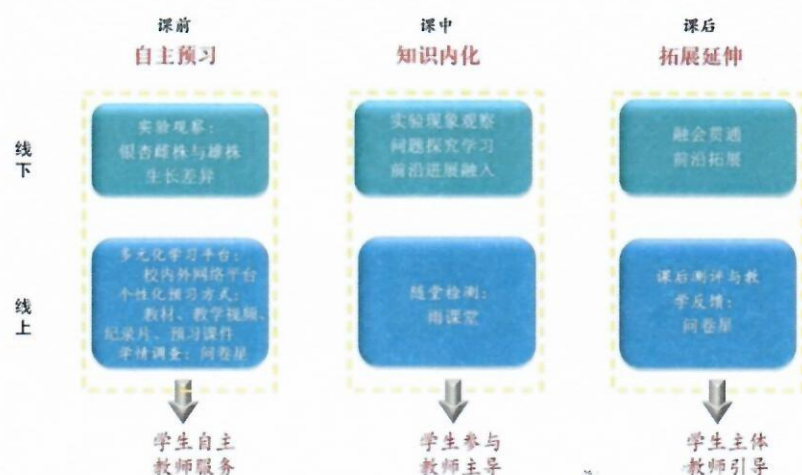 课前
自主预习
课中
知识内化
课后
拓展延伸
线下
实验观察：
银杏雌株与雄株
生长差异
实验现象观察
问题探究学习
前沿进展融入
融会贯通
前沿拓展
线上
多元化学习平台：
校内外网络平台
个性化预习方式：
教材、教学视频、
纪录片、预习课件
学情调查：问卷星
随堂检测：
雨课堂
课后测评与教
学反馈：
问卷星
学生自主
教师服务
学生参与
教师主导
学生主体
教师引导